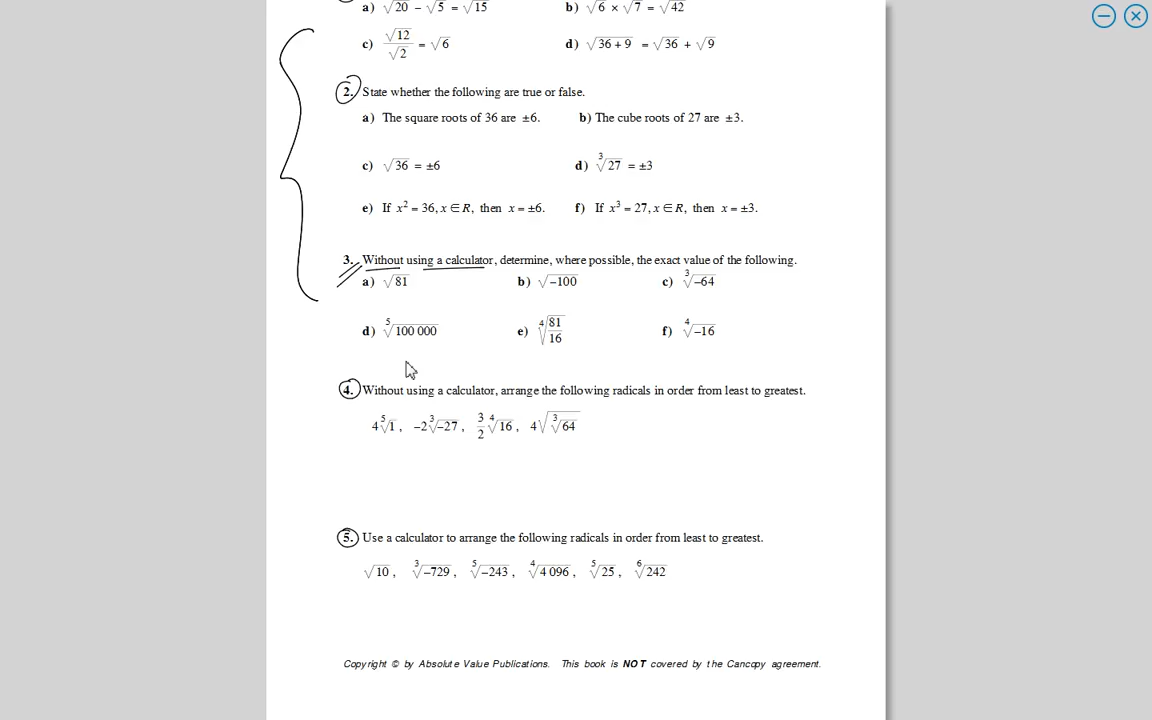 a) √20 − √5 = √15 b) √6 × √7 = √42
c) √12/√2 = √6 d) √36 + 9 = √36 + √9
2. State whether the following are true or false.
a) The square roots of 36 are ±6. b) The cube roots of 27 are ±3.
c) √36 = ±6 d) ³√27 = ±3
e) If x² = 36, x ∈ R, then x = ±6. f) If x³ = 27, x ∈ R, then x = ±3.
3. Without using a calculator, determine, where possible, the exact value of the following.
a) √81 b) √−100 c) ³√−64
d) ⁵√100 000 e) ⁴√81/16 f) ⁴√−16
4. Without using a calculator, arrange the following radicals in order from least to greatest.
4⁵√1, −2³√−27, 3/2 ⁴√16, 4√³√64
5. Use a calculator to arrange the following radicals in order from least to greatest.
√10, ³√−729, ⁵√−243, ⁴√4 096, ⁵√25, ⁶√242
Copyright © by Absolute Value Publications. This book is NOT covered by the Cancopy agreement.